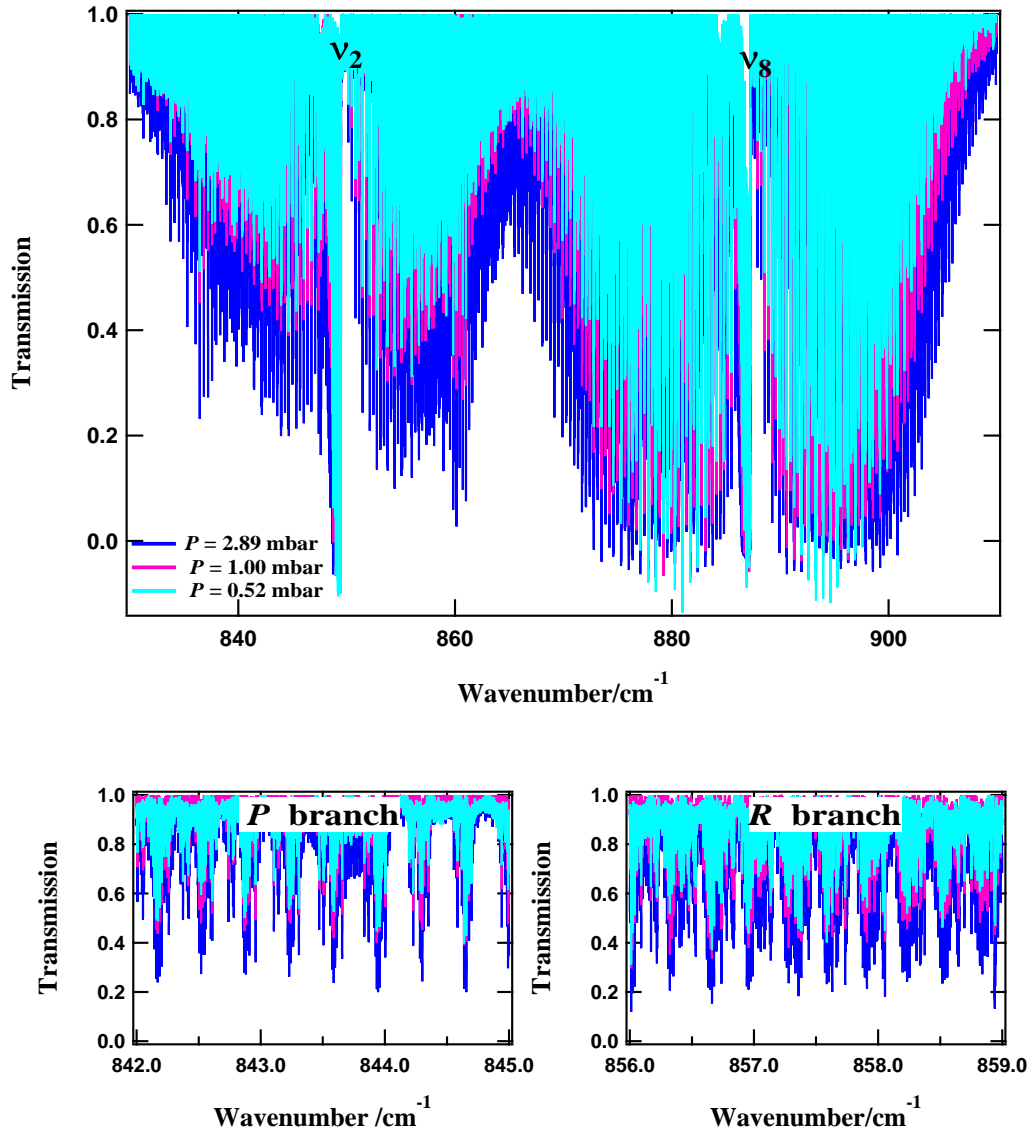 1.0
ν2
ν8
0.8
0.6
0.4
0.2
0.0
Transmission
P = 2.89 mbar
P = 1.00 mbar
P = 0.52 mbar
840 860 880 900
Wavenumber/cm-1
1.0
P branch
0.8
0.6
0.4
0.2
0.0
Transmission
842.0 843.0 844.0 845.0
Wavenumber /cm-1
1.0
R branch
0.8
0.6
0.4
0.2
0.0
Transmission
856.0 857.0 858.0 859.0
Wavenumber/cm-1